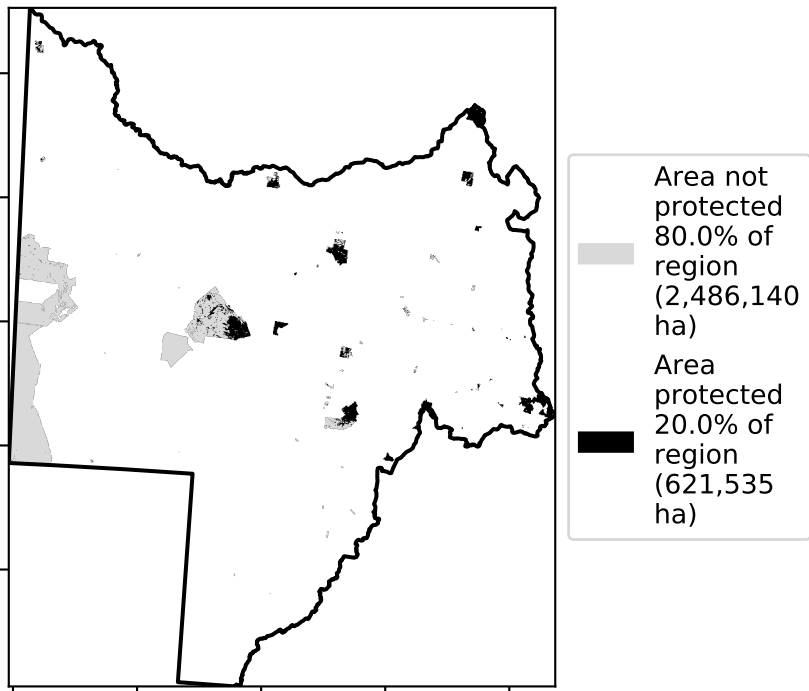 Area not
protected
80.0% of
region
(2,486,140
ha)
Area
protected
20.0% of
region
(621,535
ha)